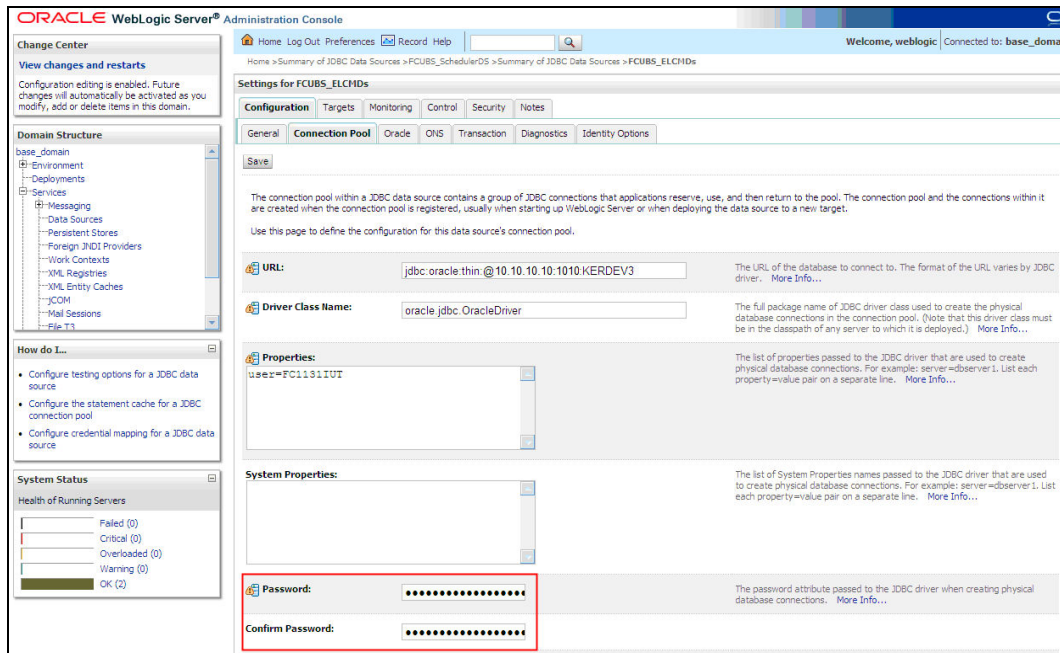 ORACLE WebLogic Server® Administration Console
Change Center
View changes and restarts
Configuration editing is enabled. Future
changes will automatically be activated as you
modify, add or delete items in this domain.
Domain Structure
base_domain
Environment
Deployments
Services
Messaging
Data Sources
Persistent Stores
Foreign JNDI Providers
Work Contexts
XML Registries
XML Entity Caches
jCOM
Mail Sessions
File T3
How do I...
Configure testing options for a JDBC data
source
Configure the statement cache for a JDBC
connection pool
Configure credential mapping for a JDBC data
source
System Status
Health of Running Servers
Failed (0)
Critical (0)
Overloaded (0)
Warning (0)
OK (2)
Home Log Out Preferences Record Help
Welcome, weblogic Connected to: base_doma
Home >Summary of JDBC Data Sources >FCUBS_SchedulerDS >Summary of JDBC Data Sources >FCUBS_ELCMDs
Settings for FCUBS_ELCMDs
Configuration Targets Monitoring Control Security Notes
General Connection Pool Oracle ONS Transaction Diagnostics Identity Options
Save
The connection pool within a JDBC data source contains a group of JDBC connections that applications reserve, use, and then return to the pool. The connection pool and the connections within it
are created when the connection pool is registered, usually when starting up WebLogic Server or when deploying the data source to a new target.
Use this page to define the configuration for this data source's connection pool.
URL:
jdbc:oracle:thin:@10.10.10.10:1010:KERDEV3
The URL of the database to connect to. The format of the URL varies by JDBC
driver. More Info...
Driver Class Name:
oracle.jdbc.OracleDriver
The full package name of JDBC driver class used to create the physical
database connections in the connection pool. (Note that this driver class must
be in the classpath of any server to which it is deployed.) More Info...
Properties:
user=FC1131IUT
The list of properties passed to the JDBC driver that are used to create
physical database connections. For example: server=dbserver1. List each
property=value pair on a separate line. More Info...
System Properties:
The list of System Properties names passed to the JDBC driver that are used
to create physical database connections. For example: server=dbserver1. List
each property=value pair on a separate line. More Info...
Password:
The password attribute passed to the JDBC driver when creating physical
database connections. More Info...
Confirm Password: